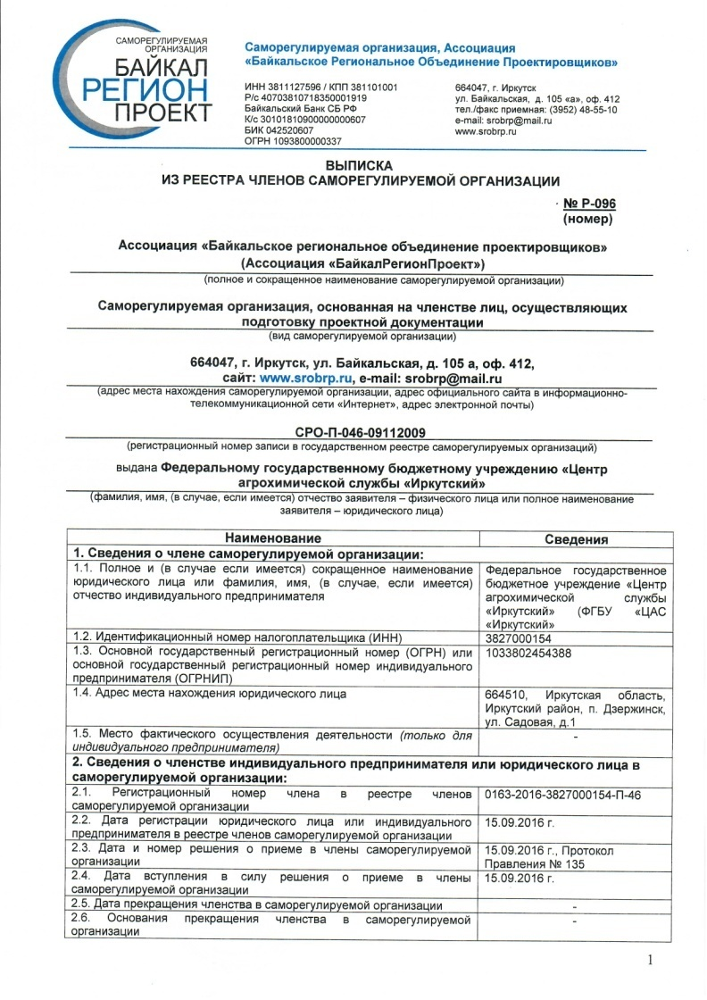 САМОРЕГУЛИРУЕМАЯ
ОРГАНИЗАЦИЯ
БАЙКАЛ
РЕГИОН
ПРОЕКТ
Саморегулируемая организация, Ассоциация
«Байкальское Региональное Объединение Проектировщиков»
ИНН 3811127596 / КПП 381101001
Р/с 40703810718350001919
Байкальский Банк СБ РФ
К/с 30101810900000000607
БИК 042520607
ОГРН 1093800000337
664047, г. Иркутск
ул. Байкальская, д. 105 «а», оф. 412
тел./факс приемная: (3952) 48-55-10
e-mail: srobrp@mail.ru
www.srobrp.ru
ВЫПИСКА
ИЗ РЕЕСТРА ЧЛЕНОВ САМОРЕГУЛИРУЕМОЙ ОРГАНИЗАЦИИ
№ Р-096
(номер)
Ассоциация «Байкальское региональное объединение проектировщиков»
(Ассоциация «БайкалРегионПроект»)
(полное и сокращенное наименование саморегулируемой организации)
Саморегулируемая организация, основанная на членстве лиц, осуществляющих
подготовку проектной документации
(вид саморегулируемой организации)
664047, г. Иркутск, ул. Байкальская, д. 105 а, оф. 412,
сайт: www.srobrp.ru, e-mail: srobrp@mail.ru
(адрес места нахождения саморегулируемой организации, адрес официального сайта в информационно-
телекоммуникационной сети «Интернет», адрес электронной почты)
СРО-П-046-09112009
(регистрационный номер записи в государственном реестре саморегулируемых организаций)
выдана Федеральному государственному бюджетному учреждению «Центр
агрохимической службы «Иркутский»
(фамилия, имя, (в случае, если имеется) отчество заявителя – физического лица или полное наименование
заявителя – юридического лица)
Наименование
Сведения
1. Сведения о члене саморегулируемой организации:
1.1. Полное и (в случае если имеется) сокращенное наименование
юридического лица или фамилия, имя, (в случае, если имеется)
отчество индивидуального предпринимателя
Федеральное государственное
бюджетное учреждение «Центр
агрохимической службы
«Иркутский» (ФГБУ «ЦАС
«Иркутский»
1.2. Идентификационный номер налогоплательщика (ИНН)
3827000154
1.3. Основной государственный регистрационный номер (ОГРН) или
основной государственный регистрационный номер индивидуального
предпринимателя (ОГРНИП)
1033802454388
1.4. Адрес места нахождения юридического лица
664510, Иркутская область,
Иркутский район, п. Дзержинск,
ул. Садовая, д.1
1.5. Место фактического осуществления деятельности (только для
индивидуального предпринимателя)
-
2. Сведения о членстве индивидуального предпринимателя или юридического лица в
саморегулируемой организации:
2.1. Регистрационный номер члена в реестре членов
саморегулируемой организации
0163-2016-3827000154-П-46
2.2. Дата регистрации юридического лица или индивидуального
предпринимателя в реестре членов саморегулируемой организации
15.09.2016 г.
2.3. Дата и номер решения о приеме в члены саморегулируемой
организации
15.09.2016 г., Протокол
Правления № 135
2.4. Дата вступления в силу решения о приеме в члены
саморегулируемой организации
15.09.2016 г.
2.5. Дата прекращения членства в саморегулируемой организации
-
2.6. Основания прекращения членства в саморегулируемой
организации
-
1